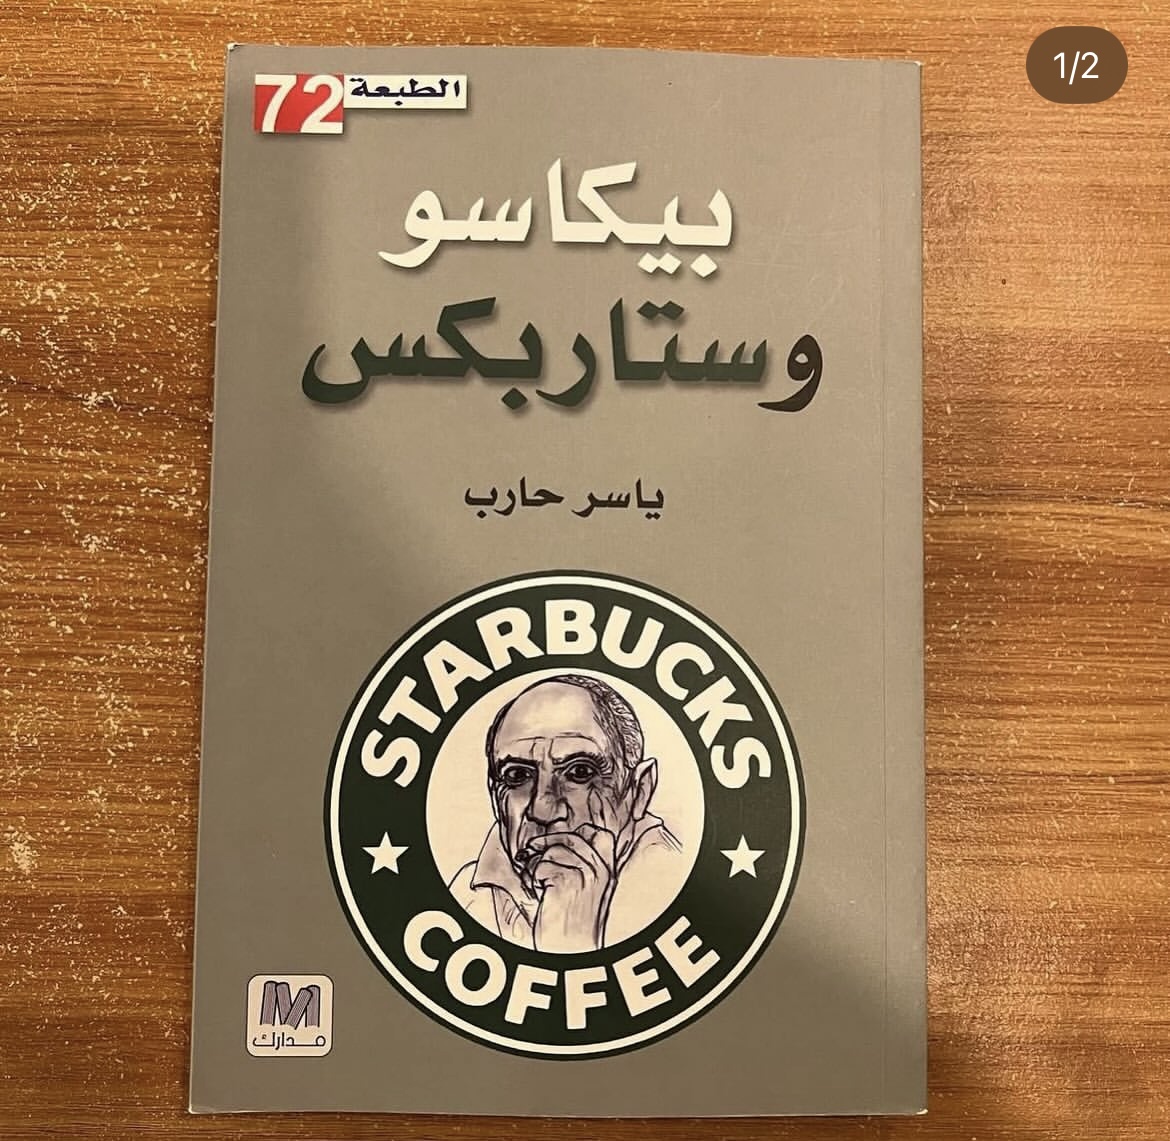 1/2
الطبعة 72
بيكاسو
وستاربكس
ياسر حارب
STARBUCKS
COFFEE
مدارك